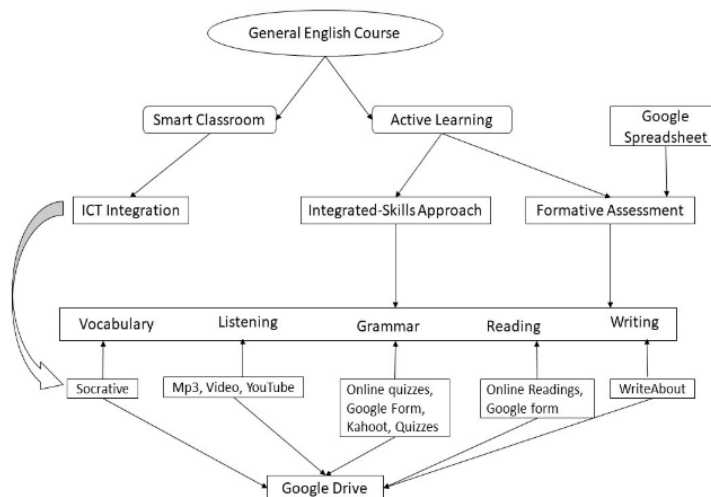 General English Course
Smart Classroom
Active Learning
Google
Spreadsheet
ICT Integration
Integrated-Skills Approach
Formative Assessment
Vocabulary
Listening
Grammar
Reading
Writing
Socrative
Mp3, Video, YouTube
Online quizzes,
Google Form,
Kahoot, Quizzes
Online Readings,
Google form
WriteAbout
Google Drive